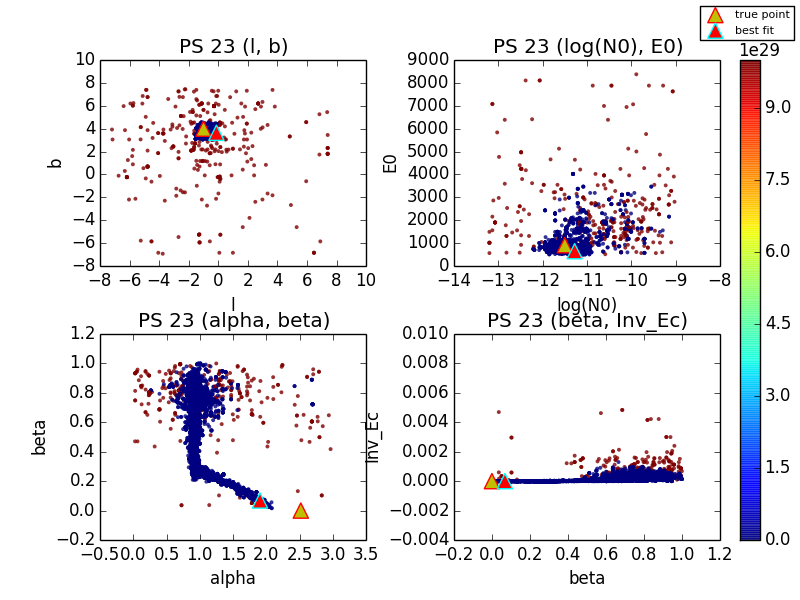 true point
best fit
PS 23 (l, b)
PS 23 (log(N0), E0)
1e29
10
8
6
4
2
0
−2
−4
−6
−8
b
−8 −6 −4 −2 0 2 4 6 8 10
l
9000
8000
7000
6000
5000
4000
3000
2000
1000
0
E0
−14 −13 −12 −11 −10 −9 −8
log(N0)
9.0
7.5
6.0
4.5
3.0
1.5
0.0
PS 23 (alpha, beta)
PS 23 (beta, Inv_Ec)
1.2
1.0
0.8
0.6
0.4
0.2
0.0
−0.2
beta
−0.5 0.0 0.5 1.0 1.5 2.0 2.5 3.0 3.5
alpha
0.010
0.008
0.006
0.004
0.002
0.000
−0.002
−0.004
Inv_Ec
−0.2 0.0 0.2 0.4 0.6 0.8 1.0 1.2
beta